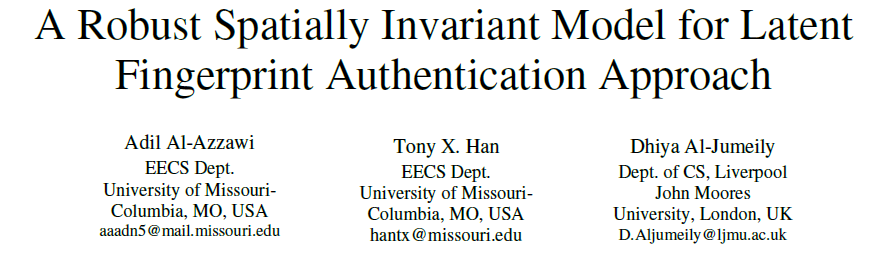 A Robust Spatially Invariant Model for Latent
Fingerprint Authentication Approach
Adil Al-Azzawi
EECS Dept.
University of Missouri-
Columbia, MO, USA
aaadn5@mail.missouri.edu
Tony X. Han
EECS Dept.
University of Missouri-
Columbia, MO, USA
hantx@missouri.edu
Dhiya Al-Jumeily
Dept. of CS, Liverpool
John Moores
University, London, UK
D.Aljumeily@ljmu.ac.uk